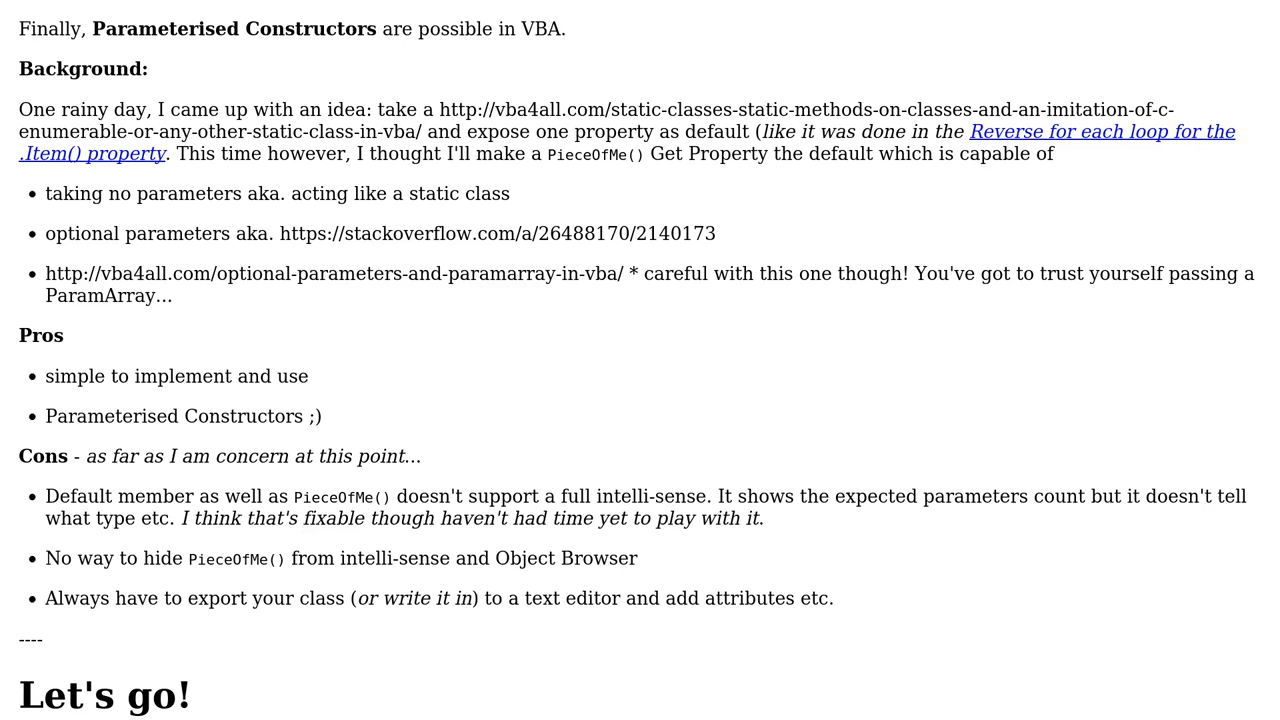 Finally, Parameterised Constructors are possible in VBA.
Background:
One rainy day, I came up with an idea: take a http://vba4all.com/static-classes-static-methods-on-classes-and-an-imitation-of-c-
enumerable-or-any-other-static-class-in-vba/ and expose one property as default (like it was done in the Reverse for each loop for the
.Item() property. This time however, I thought I'll make a PieceOfMe() Get Property the default which is capable of
• taking no parameters aka. acting like a static class
• optional parameters aka. https://stackoverflow.com/a/26488170/2140173
• http://vba4all.com/optional-parameters-and-paramarray-in-vba/ * careful with this one though! You've got to trust yourself passing a
ParamArray...
Pros
• simple to implement and use
• Parameterised Constructors ;)
Cons - as far as I am concern at this point...
• Default member as well as PieceOfMe() doesn't support a full intelli-sense. It shows the expected parameters count but it doesn't tell
what type etc. I think that's fixable though haven't had time yet to play with it.
• No way to hide PieceOfMe() from intelli-sense and Object Browser
• Always have to export your class (or write it in) to a text editor and add attributes etc.
----
Let's go!